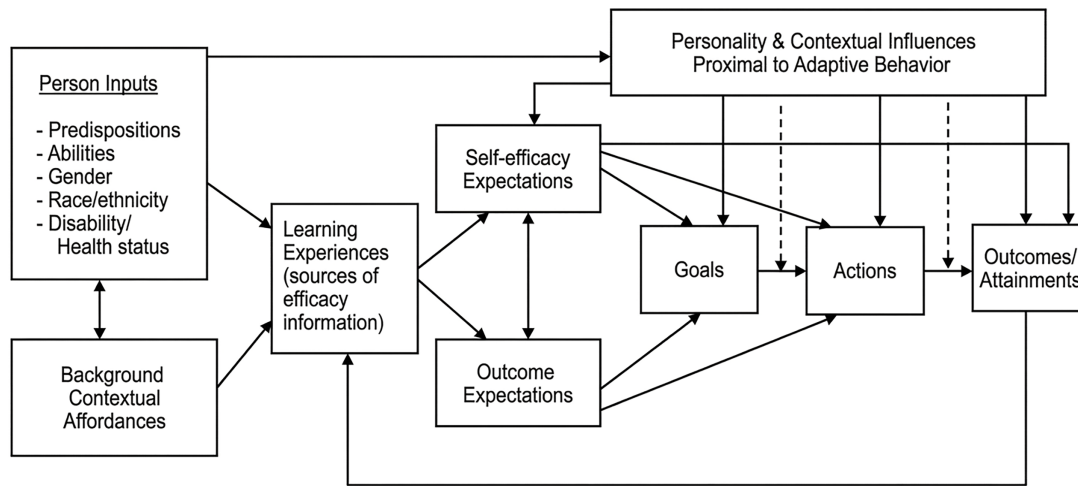 Person Inputs
- Predispositions
- Abilities
- Gender
- Race/ethnicity
- Disability/
Health status
Background
Contextual
Affordances
Learning
Experiences
(sources of
efficacy
information)
Personality & Contextual Influences
Proximal to Adaptive Behavior
Self-efficacy
Expectations
Outcome
Expectations
Goals
Actions
Outcomes/
Attainments